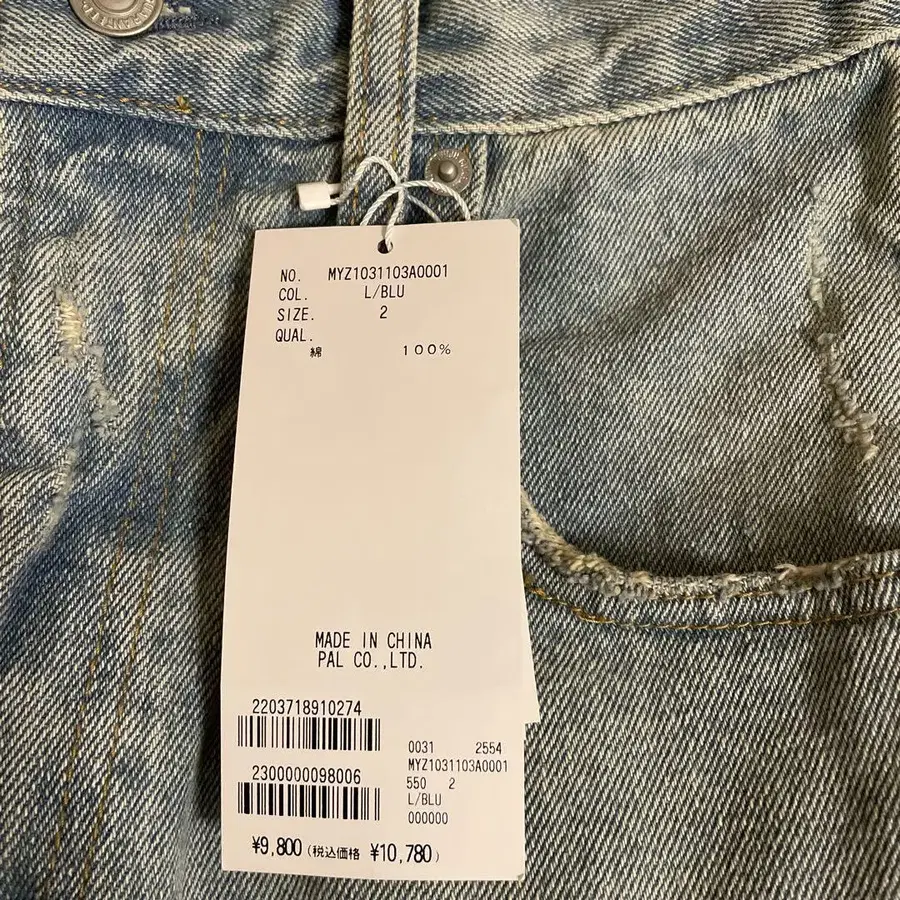 NO. MYZ1031103A0001
COL. L/BLU
SIZE. 2
QUAL.
綿 100%
MADE IN CHINA
PAL CO.,LTD.
2203718910274
2300000098006
0031 2554
MYZ1031103A0001
550 2
L/BLU
000000
¥9,800(税込価格 ¥10,780)